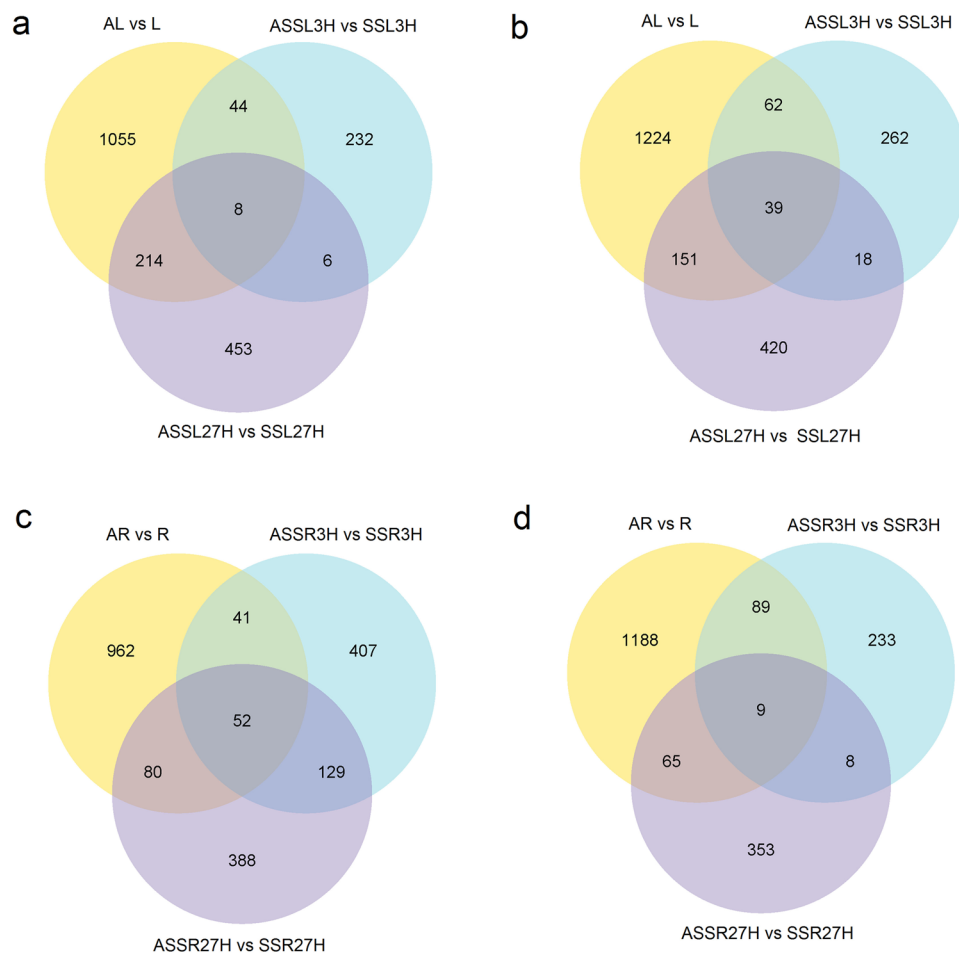 a
AL vs L
ASSL3H vs SSL3H
44
1055
232
8
214
6
453
ASSL27H vs SSL27H
b
AL vs L
ASSL3H vs SSL3H
62
1224
262
39
151
18
420
ASSL27H vs SSL27H
c
AR vs R
ASSR3H vs SSR3H
41
962
407
52
80
129
388
ASSR27H vs SSR27H
d
AR vs R
ASSR3H vs SSR3H
89
1188
233
9
65
8
353
ASSR27H vs SSR27H